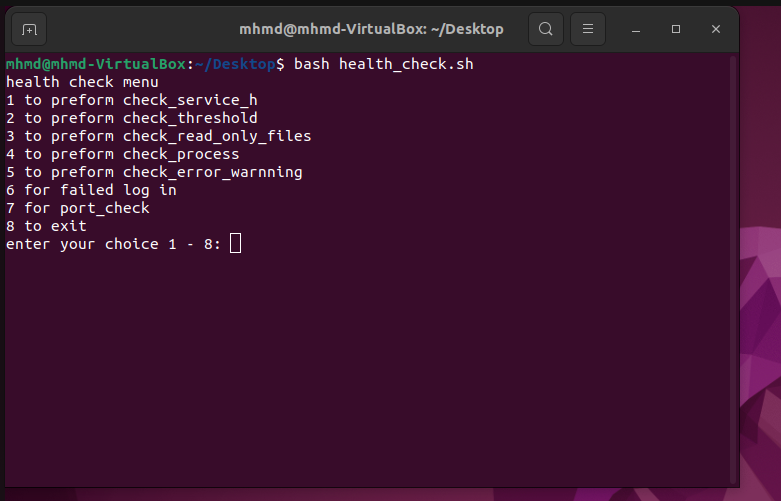 mhmd@mhmd-VirtualBox: ~/Desktop
mhmd@mhmd-VirtualBox:~/Desktop$ bash health_check.sh
health check menu
1 to preform check_service_h
2 to preform check_threshold
3 to preform check_read_only_files
4 to preform check_process
5 to preform check_error_warnning
6 for failed log in
7 for port_check
8 to exit
enter your choice 1 - 8: